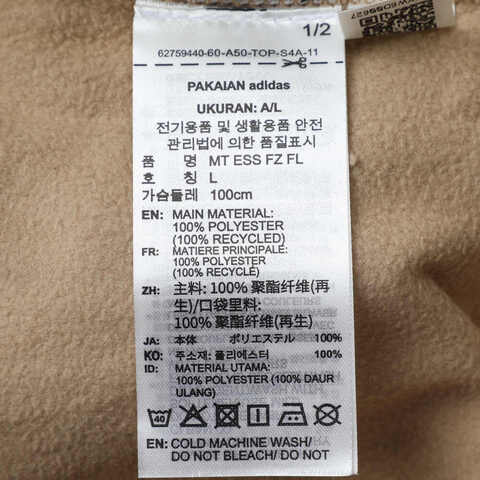 1/2
62759440-60-A50-TOP-S4A-11
PAKAIAN adidas
UKURAN: A/L
전기용품 및 생활용품 안전
관리법에 의한 품질표시
품 명 MT ESS FZ FL
호 칭 L
가슴둘레 100cm
EN: MAIN MATERIAL:
100% POLYESTER
(100% RECYCLED)
FR: MATIERE PRINCIPALE:
100% POLYESTER
(100% RECYCLÉ)
ZH: 主料: 100% 聚酯纤维(再
生)/口袋里料:
100% 聚酯纤维(再生)
JA: 本体 ポリエステル 100%
KO: 주소재: 폴리에스터 100%
ID: MATERIAL UTAMA:
100% POLYESTER (100% DAUR
ULANG)
40
EN: COLD MACHINE WASH/
DO NOT BLEACH/ DO NOT